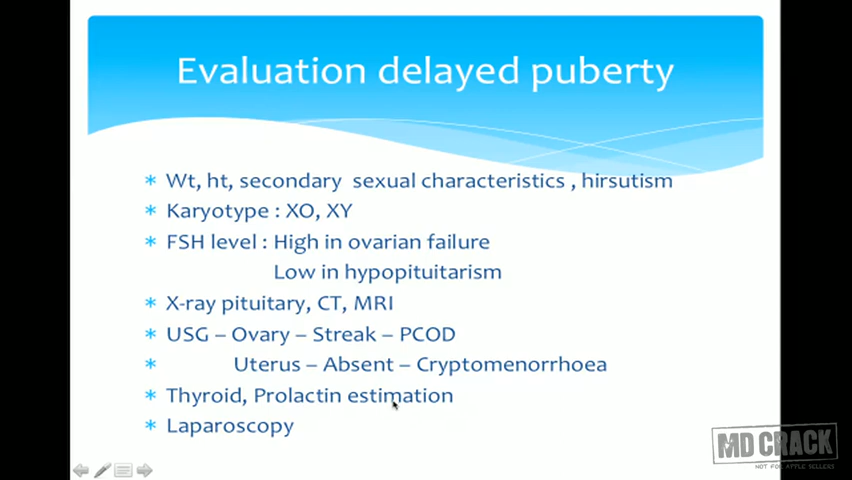 Evaluation delayed puberty
* Wt, ht, secondary sexual characteristics , hirsutism
* Karyotype : XO, XY
* FSH level : High in ovarian failure
Low in hypopituitarism
* X-ray pituitary, CT, MRI
* USG – Ovary – Streak – PCOD
* Uterus – Absent – Cryptomenorrhoea
* Thyroid, Prolactin estimation
* Laparoscopy
MD CRACK
NOT FOR APPLE SELLERS